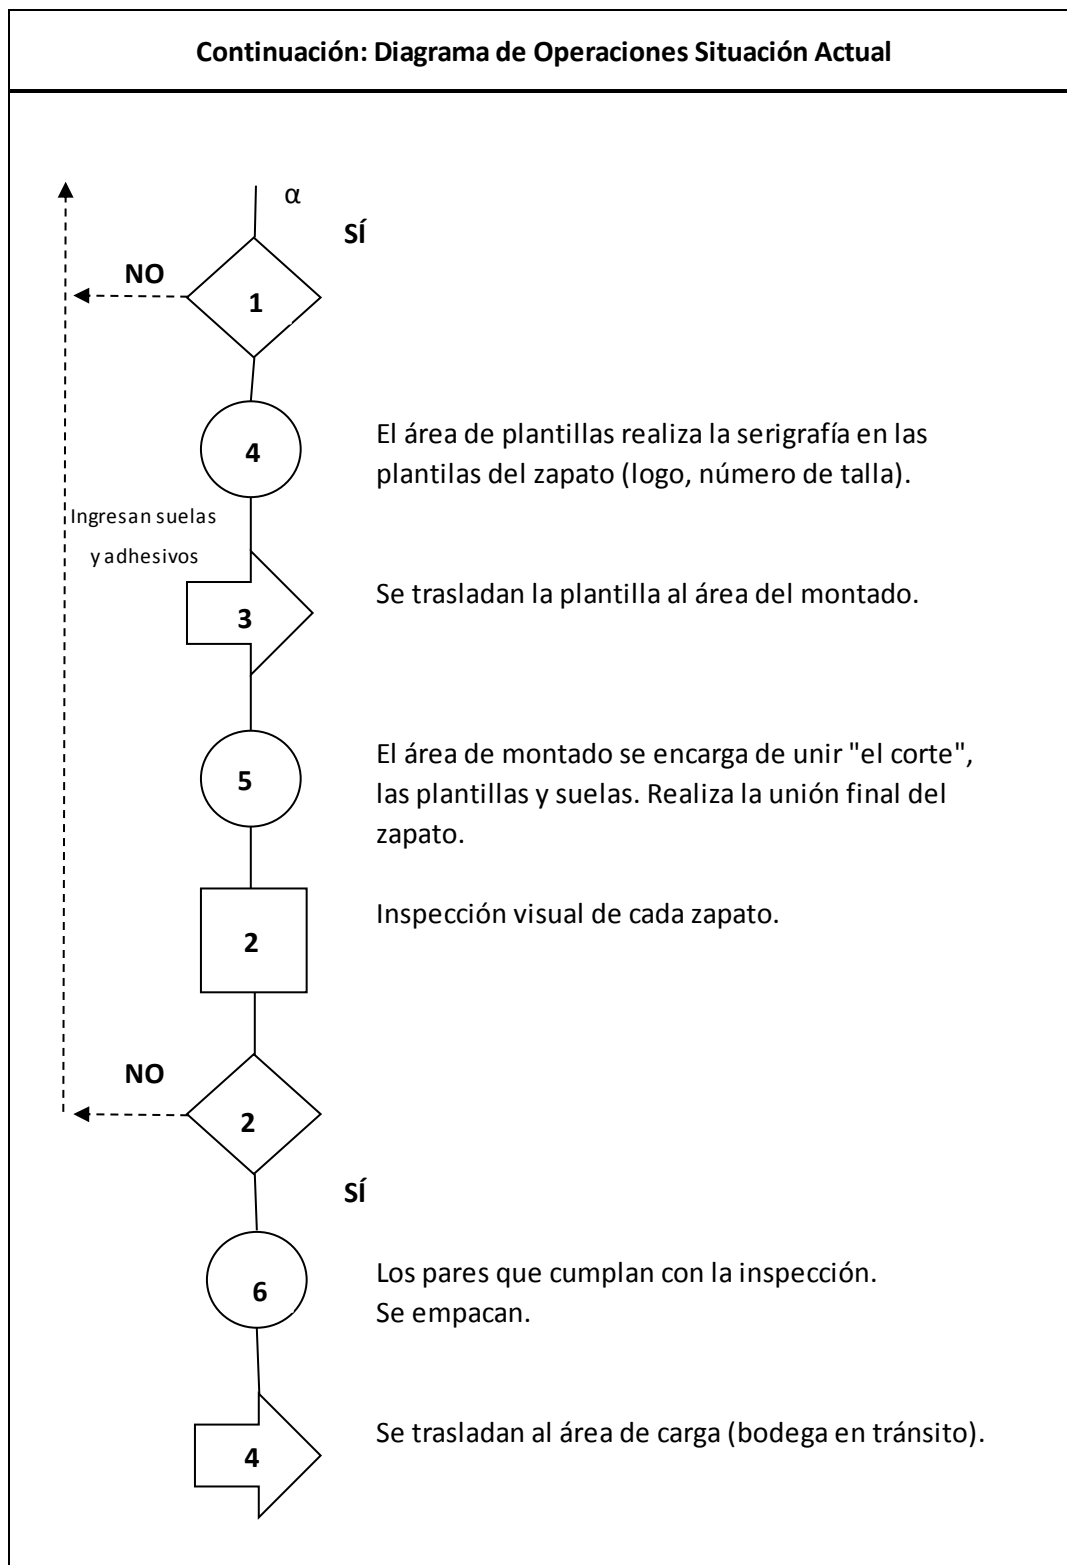 Continuación: Diagrama de Operaciones Situación Actual
α
SÍ
NO
1
4
El área de plantillas realiza la serigrafía en las
plantilas del zapato (logo, número de talla).
Ingresan suelas
y adhesivos
3
Se trasladan la plantilla al área del montado.
5
El área de montado se encarga de unir "el corte",
las plantillas y suelas. Realiza la unión final del
zapato.
2
Inspección visual de cada zapato.
NO
2
SÍ
6
Los pares que cumplan con la inspección.
Se empacan.
4
Se trasladan al área de carga (bodega en tránsito).